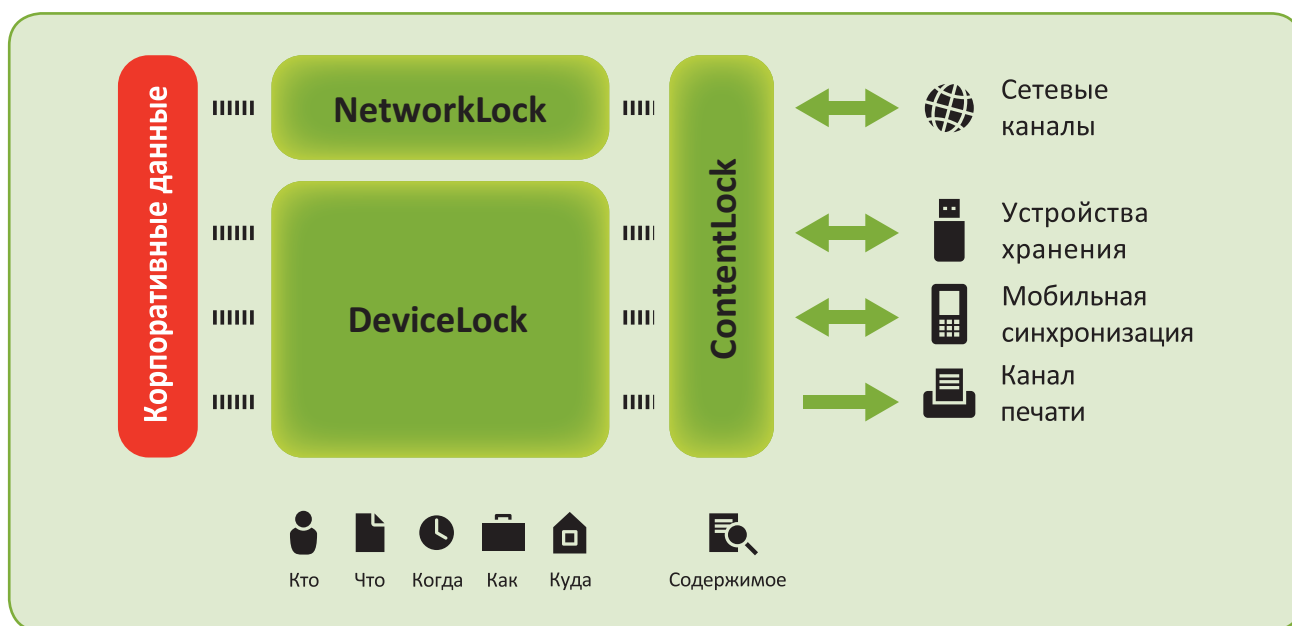 Корпоративные данные
NetworkLock
DeviceLock
ContentLock
Сетевые
каналы
Устройства
хранения
Мобильная
синхронизация
Канал
печати
Кто
Что
Когда
Как
Куда
Содержимое